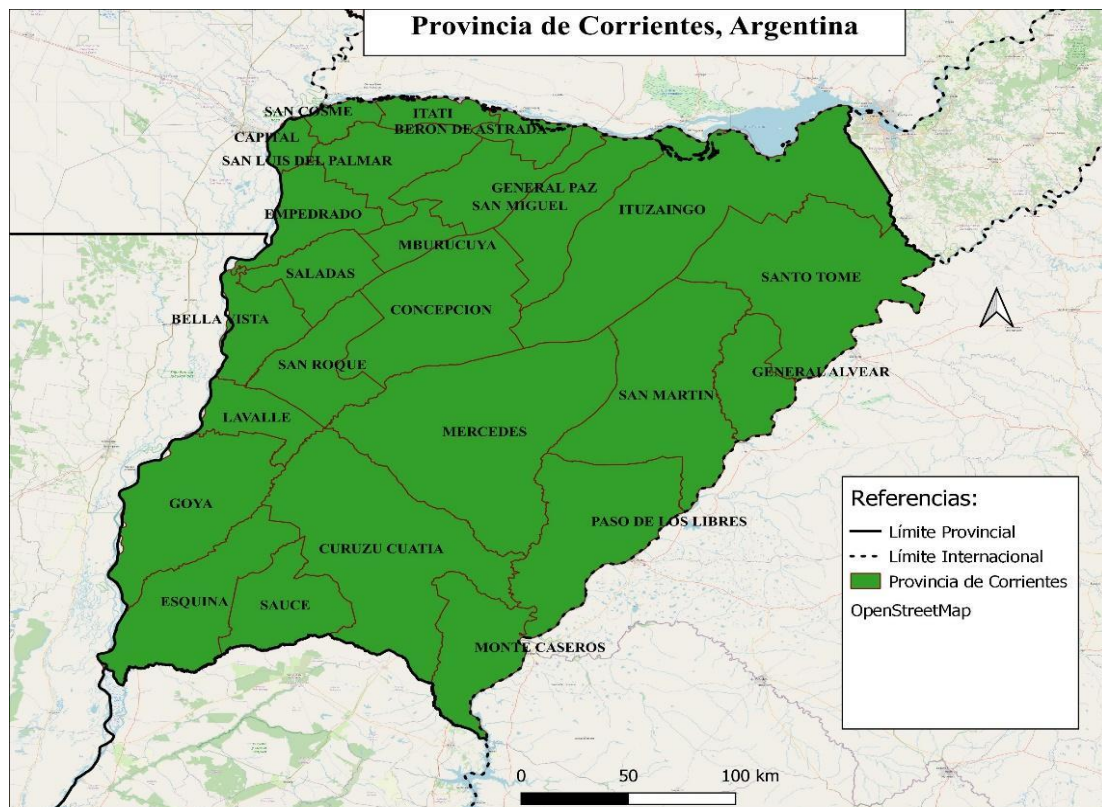 Provincia de Corrientes, Argentina
SAN COSME
ITATI
BERON DE ASTRADA
CAPITAL
SAN LUIS DEL PALMAR
GENERAL PAZ
SAN MIGUEL
ITUZAINGO
EMPEDRADO
MBURUCUYA
SALADAS
SANTO TOME
CONCEPCION
BELLA VISTA
SAN ROQUE
GENERAL ALVEAR
SAN MARTIN
LAVALLE
MERCEDES
GOYA
PASO DE LOS LIBRES
CURUZU CUATIA
ESQUINA
SAUCE
MONTE CASEROS
Referencias:
Límite Provincial
Límite Internacional
Provincia de Corrientes
OpenStreetMap
0 50 100 km